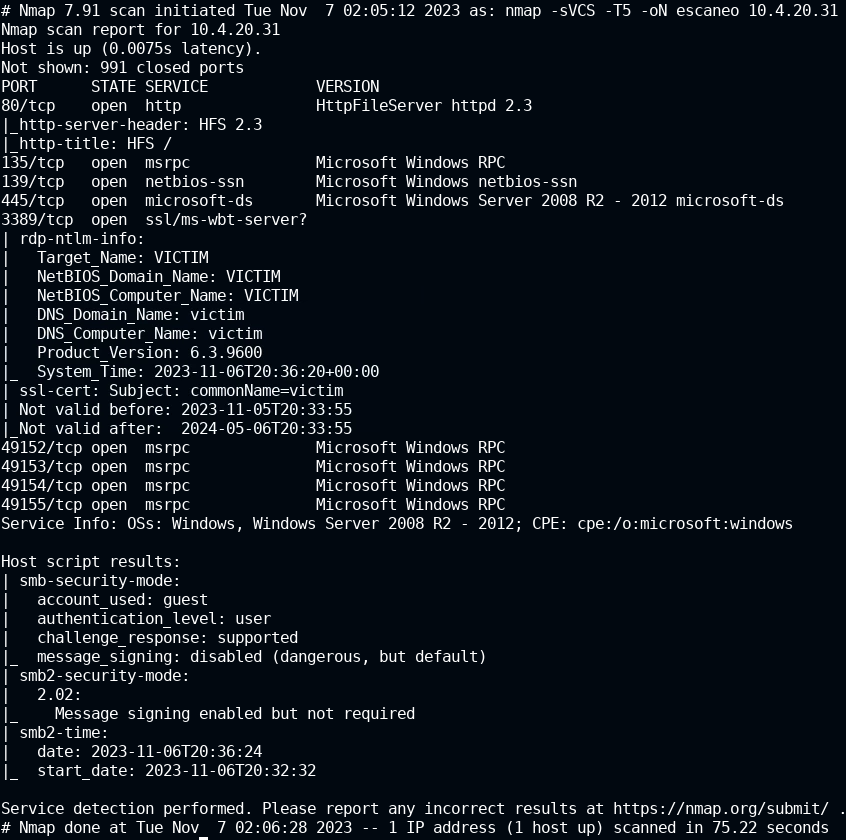 # Nmap 7.91 scan initiated Tue Nov  7 02:05:12 2023 as: nmap -sVCS -T5 -oN escaneo 10.4.20.31
Nmap scan report for 10.4.20.31
Host is up (0.0075s latency).
Not shown: 991 closed ports
PORT      STATE SERVICE            VERSION
80/tcp    open  http               HttpFileServer httpd 2.3
|_http-server-header: HFS 2.3
|_http-title: HFS /
135/tcp   open  msrpc              Microsoft Windows RPC
139/tcp   open  netbios-ssn        Microsoft Windows netbios-ssn
445/tcp   open  microsoft-ds       Microsoft Windows Server 2008 R2 - 2012 microsoft-ds
3389/tcp  open  ssl/ms-wbt-server?
| rdp-ntlm-info:
|   Target_Name: VICTIM
|   NetBIOS_Domain_Name: VICTIM
|   NetBIOS_Computer_Name: VICTIM
|   DNS_Domain_Name: victim
|   DNS_Computer_Name: victim
|   Product_Version: 6.3.9600
|_  System_Time: 2023-11-06T20:36:20+00:00
| ssl-cert: Subject: commonName=victim
| Not valid before: 2023-11-05T20:33:55
|_Not valid after:  2024-05-06T20:33:55
49152/tcp open  msrpc              Microsoft Windows RPC
49153/tcp open  msrpc              Microsoft Windows RPC
49154/tcp open  msrpc              Microsoft Windows RPC
49155/tcp open  msrpc              Microsoft Windows RPC
Service Info: OSs: Windows, Windows Server 2008 R2 - 2012; CPE: cpe:/o:microsoft:windows

Host script results:
| smb-security-mode:
|   account_used: guest
|   authentication_level: user
|   challenge_response: supported
|_  message_signing: disabled (dangerous, but default)
| smb2-security-mode:
|   2.02:
|_    Message signing enabled but not required
| smb2-time:
|   date: 2023-11-06T20:36:24
|_  start_date: 2023-11-06T20:32:32

Service detection performed. Please report any incorrect results at https://nmap.org/submit/ .
# Nmap done at Tue Nov  7 02:06:28 2023 -- 1 IP address (1 host up) scanned in 75.22 seconds